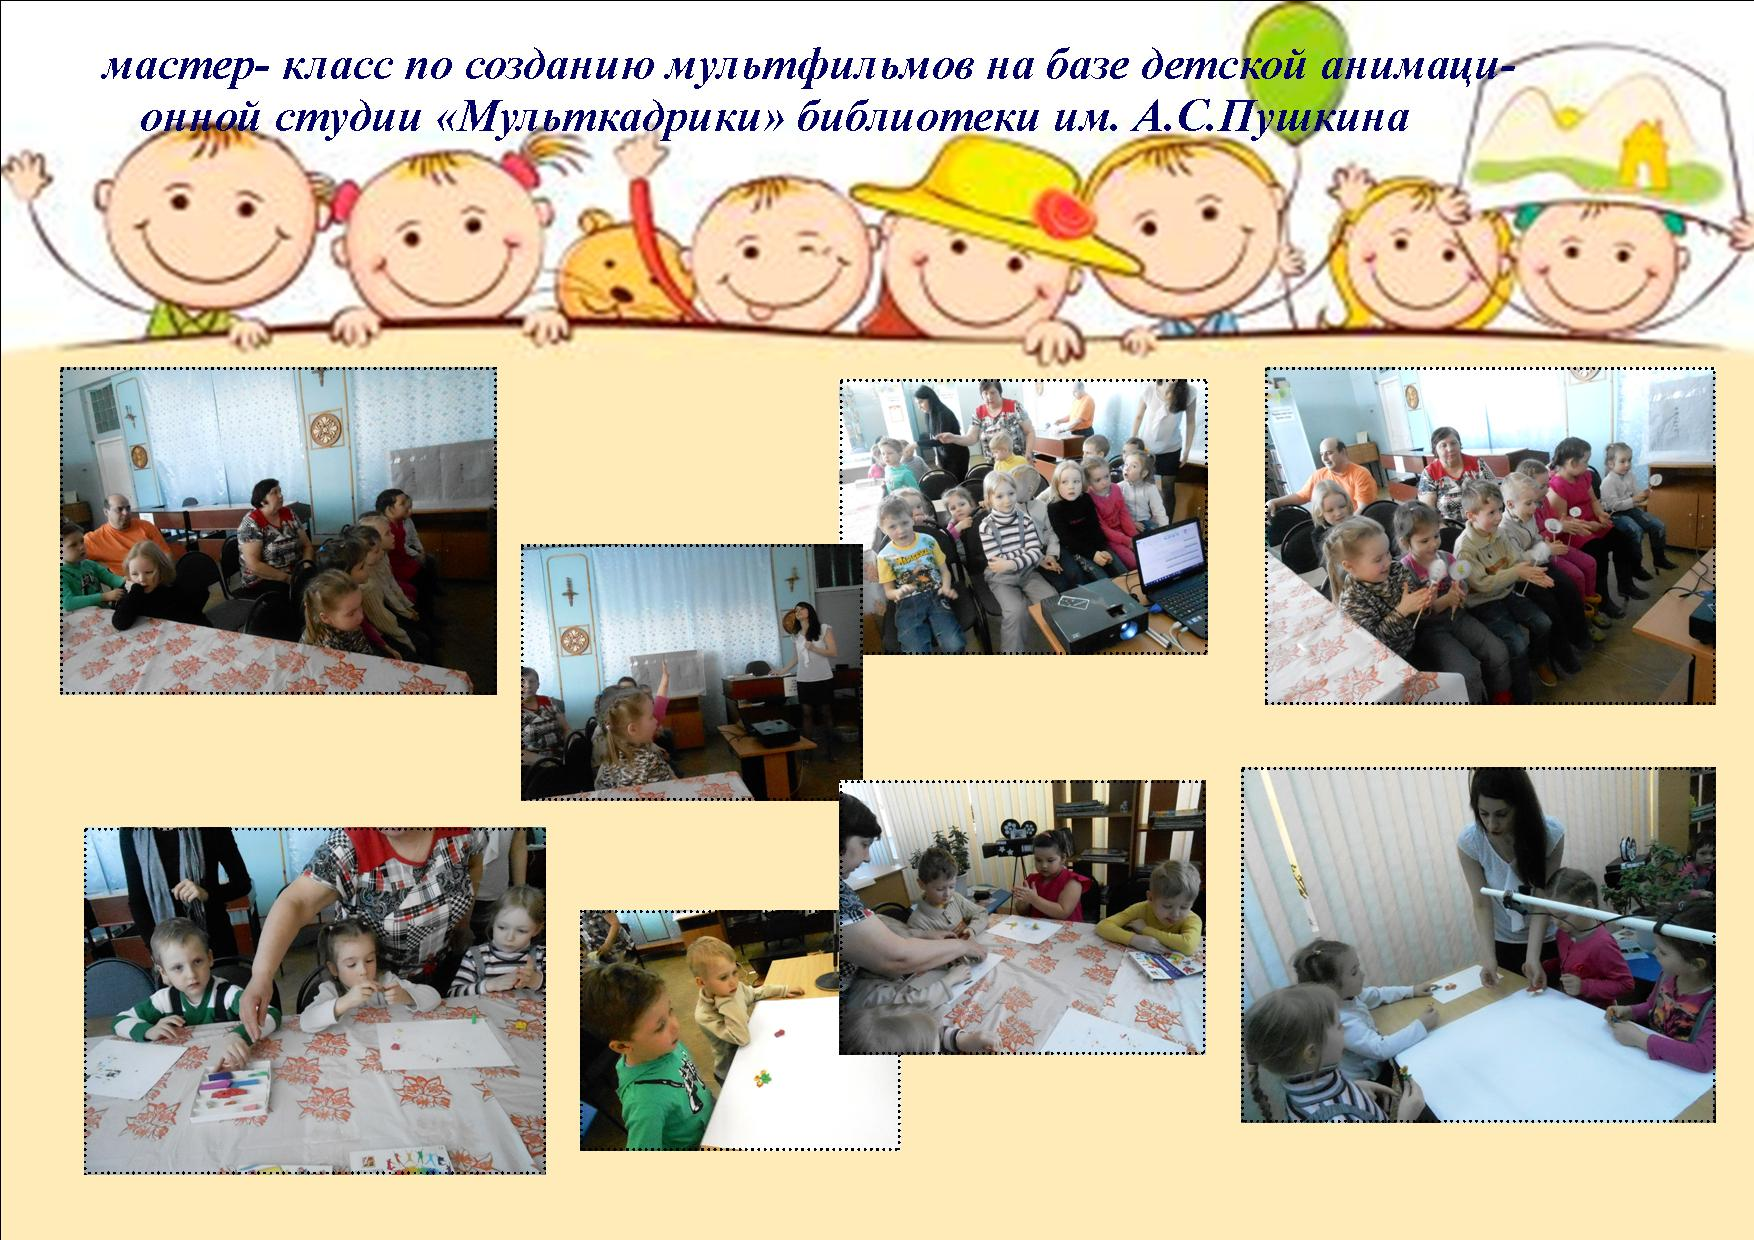 мастер- класс по созданию мультфильмов на базе детской анимаци-
онной студии «Мульткадрики» библиотеки им. А.С.Пушкина